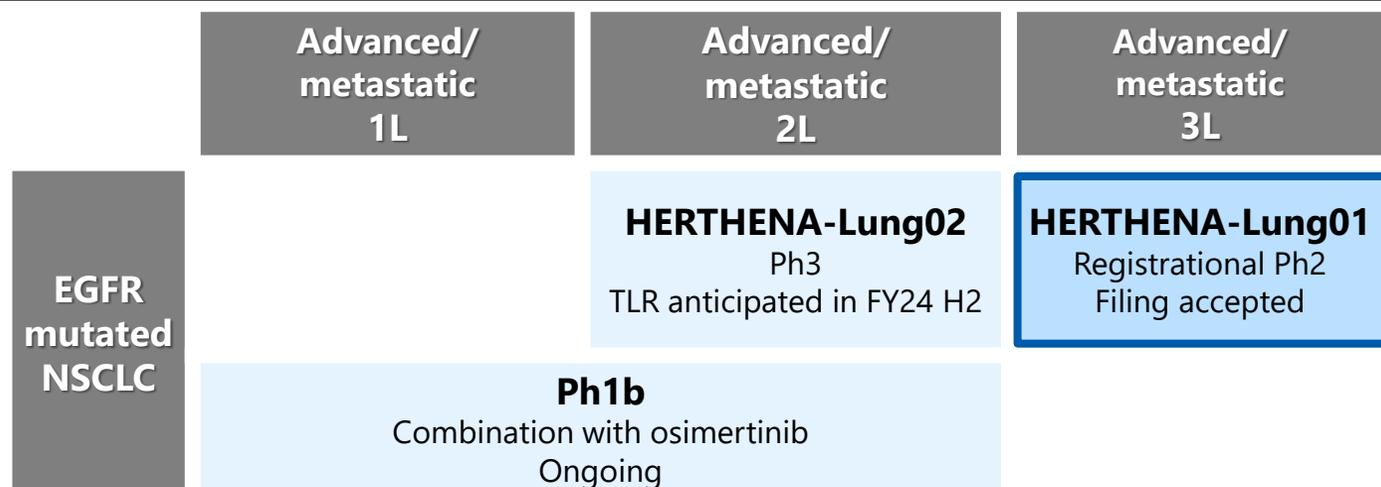 Advanced/
metastatic
1L
Advanced/
metastatic
2L
Advanced/
metastatic
3L
EGFR
mutated
NSCLC
HERTHENA-Lung02
Ph3
TLR anticipated in FY24 H2
HERTHENA-Lung01
Registrational Ph2
Filing accepted
Ph1b
Combination with osimertinib
Ongoing